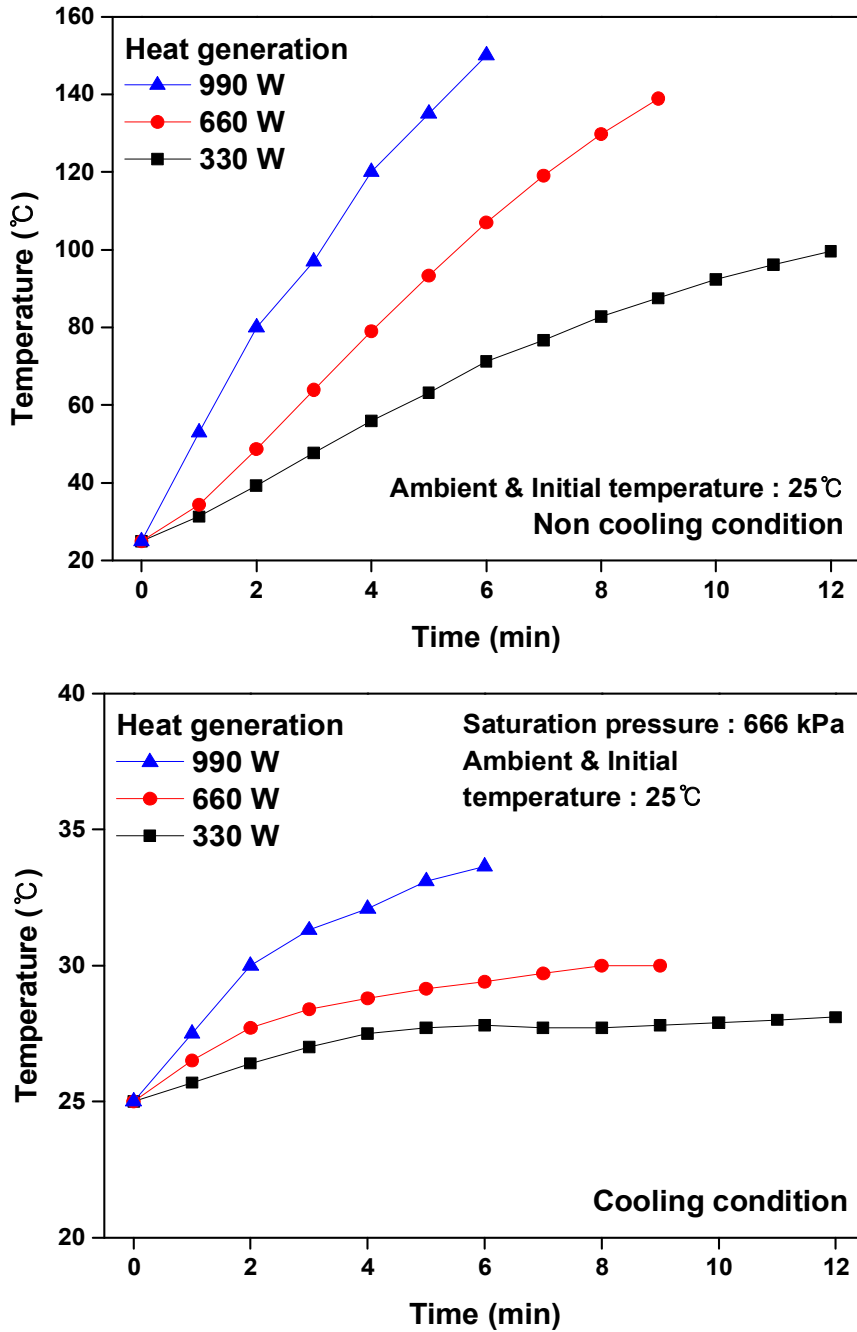 160
140
120
100
80
60
40
20
Temperature (℃)
Heat generation
990 W
660 W
330 W
Ambient & Initial temperature : 25℃
Non cooling condition
0 2 4 6 8 10 12
Time (min)
40
35
30
25
20
Temperature (℃)
Heat generation
990 W
660 W
330 W
Saturation pressure : 666 kPa
Ambient & Initial
temperature : 25℃
Cooling condition
0 2 4 6 8 10 12
Time (min)